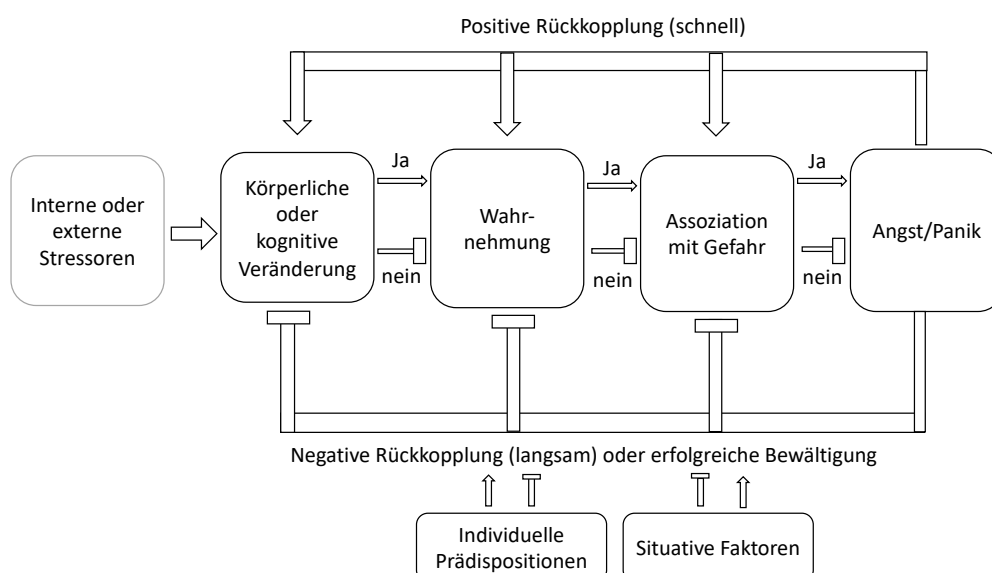 Positive Rückkopplung (schnell)
Interne oder
externe
Stressoren
Körperliche
oder
kognitive
Veränderung
Ja
nein
Wahr-
nehmung
Ja
nein
Assoziation
mit Gefahr
Ja
nein
Angst/Panik
Negative Rückkopplung (langsam) oder erfolgreiche Bewältigung
Individuelle
Prädispositionen
Situative Faktoren